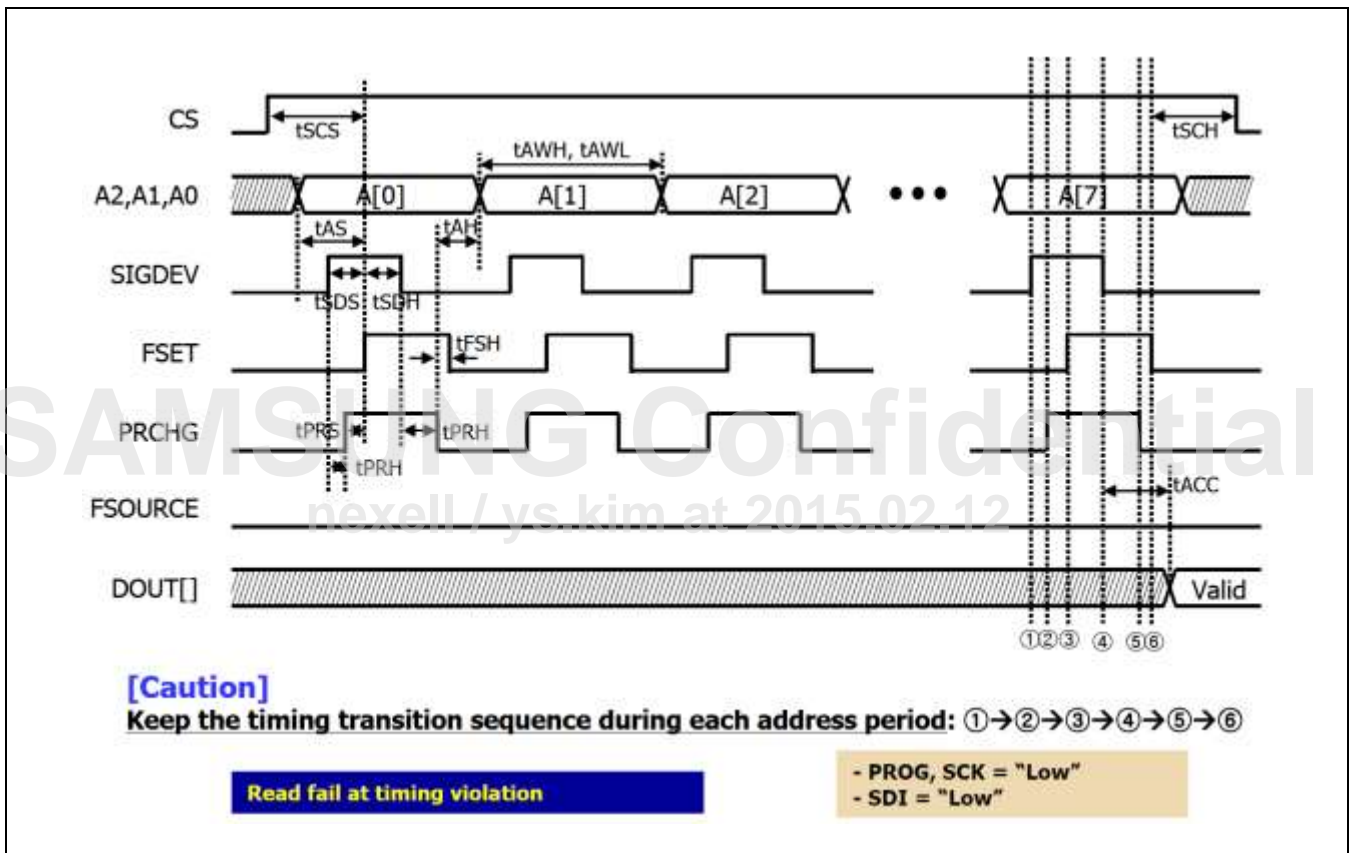 CS
tSCS
tSCH
tAWH, tAWL
A2,A1,A0
A[0]
A[1]
A[2]
•••
A[7]
tAS
tAH
SIGDEV
tSDS
tSDH
FSET
tFSH
SAMSUNG Confidential
PRCHG
tPRS
tPRH
tPRH
tACC
FSOURCE
nexell / ys.kim at 2015.02.12
DOUT[]
Valid
①②③ ④ ⑤⑥
[Caution]
Keep the timing transition sequence during each address period: ①→②→③→④→⑤→⑥
Read fail at timing violation
- PROG, SCK = “Low”
- SDI = “Low”